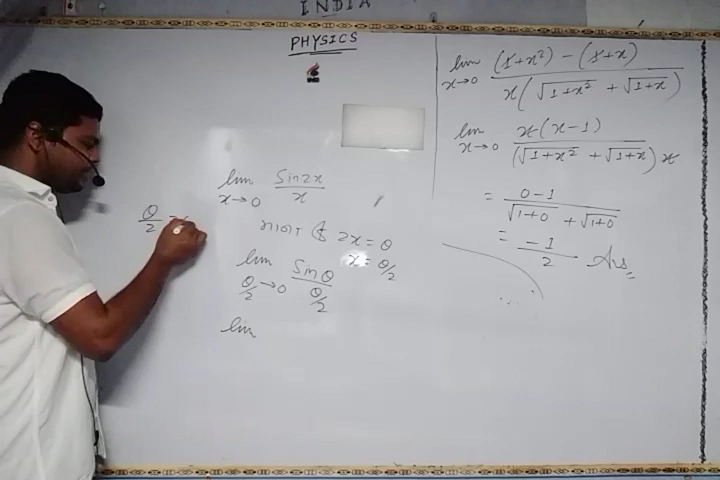 INDIA
PHYSICS
lim x→0 Sin2x/x
माना कि 2x = θ
x = θ/2
lim θ/2→0 Sinθ/(θ/2)
lim
θ/2 →
lim x→0 ((1+x²) − (1+x))/(x(√(1+x²) + √(1+x)))
lim x→0 x(x−1)/((√(1+x²) + √(1+x))x)
= (0−1)/(√(1+0) + √(1+0))
= −1/2 Ans